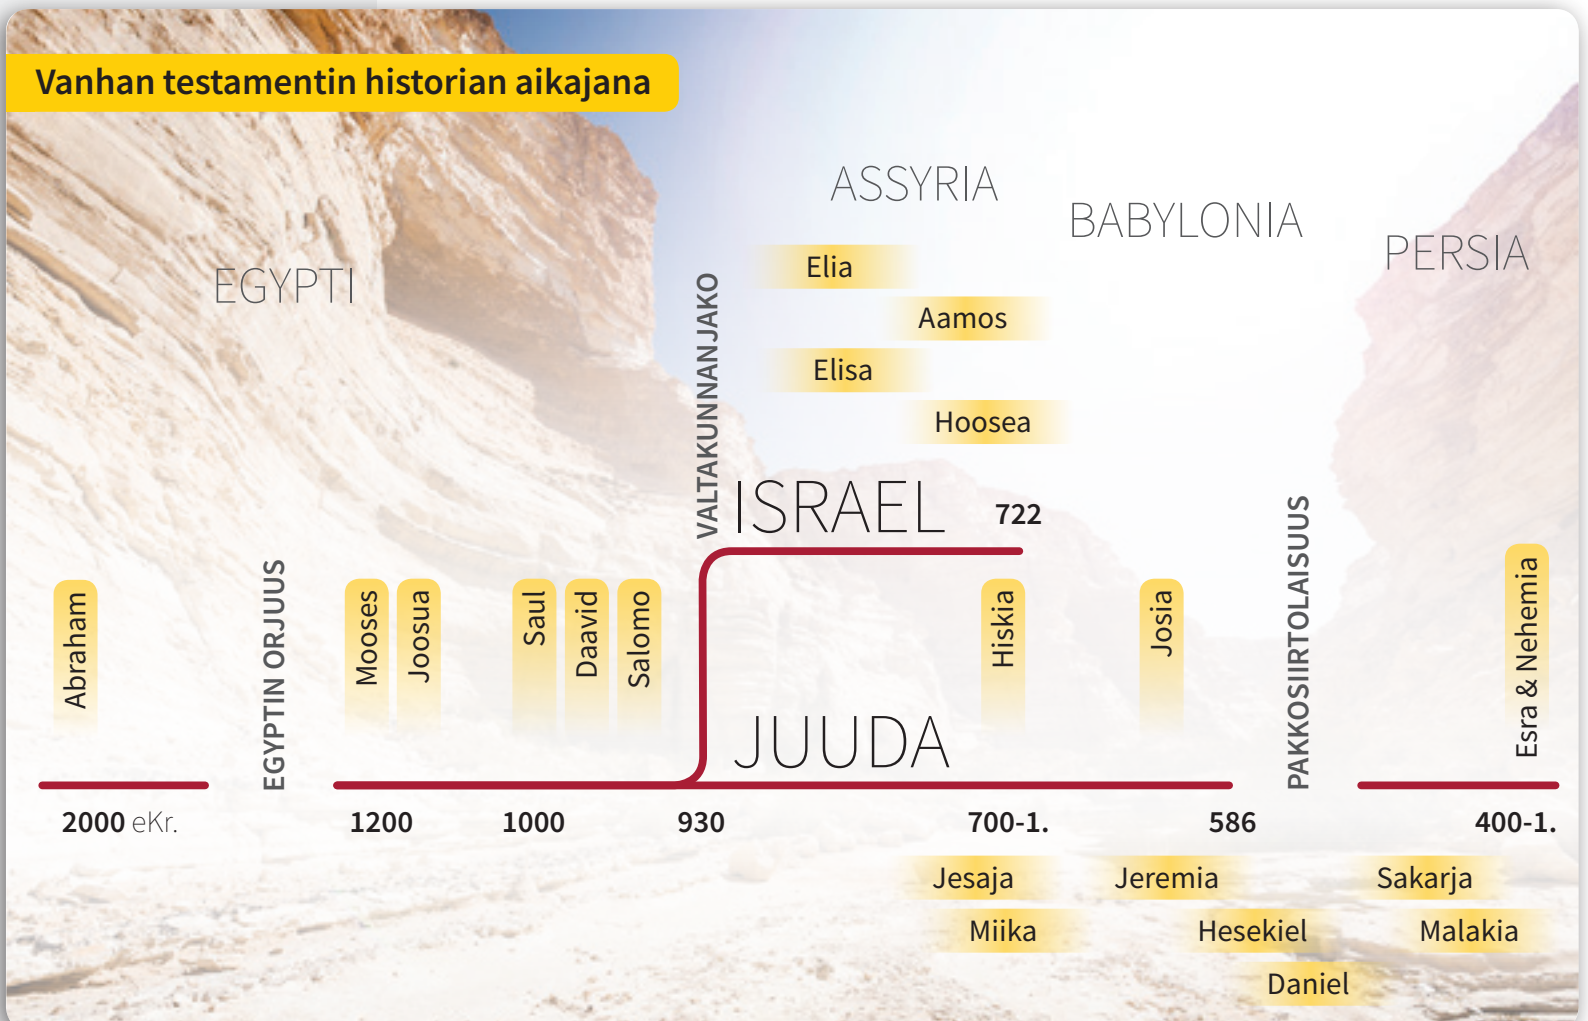 Vanhan testamentin historian aikajana
ASSYRIA
BABYLONIA
PERSIA
EGYPTI
Elia
Aamos
Elisa
Hoosea
VALTAKUNNANJAKO
ISRAEL
722
Abraham
EGYPTIN ORJUUS
Mooses
Joosua
Saul
Daavid
Salomo
Hiskia
Josia
PAKKOSIIRTOLAISUUS
Esra & Nehemia
JUUDA
2000 eKr.
1200
1000
930
700-1.
586
400-1.
Jesaja
Jeremia
Sakarja
Miika
Hesekiel
Malakia
Daniel